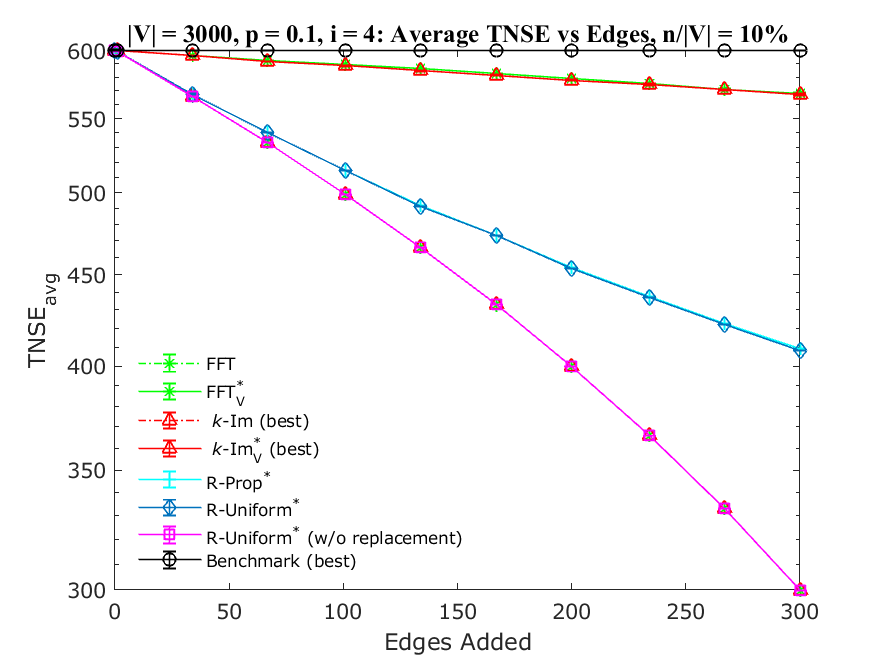 |V| = 3000, p = 0.1, i = 4: Average TNSE vs Edges, n/|V| = 10%
600
550
500
450
400
350
300
TNSE_avg
FFT
FFT*_V
k-Im (best)
k-Im*_V (best)
R-Prop*
R-Uniform*
R-Uniform* (w/o replacement)
Benchmark (best)
0 50 100 150 200 250 300
Edges Added